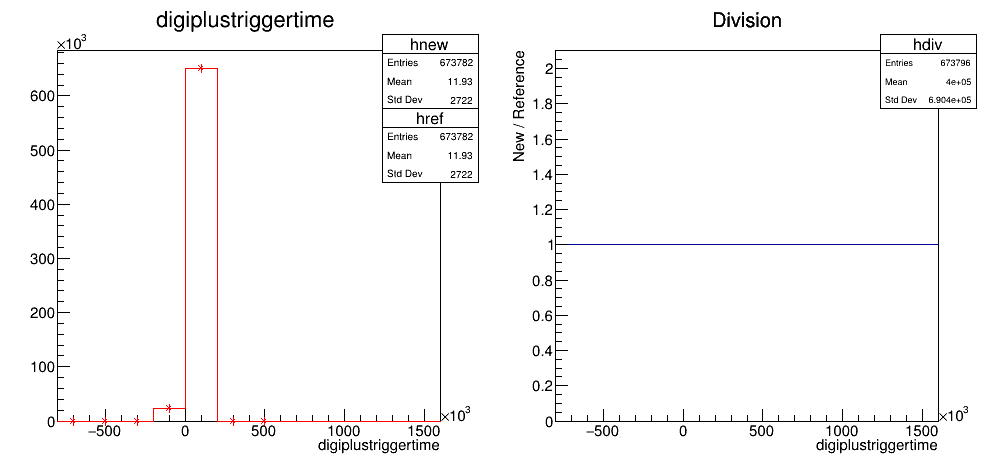 digiplustriggertime
×10³
hnew
Entries 673782
Mean 11.93
Std Dev 2722
href
Entries 673782
Mean 11.93
Std Dev 2722
600
500
400
300
200
100
0
−500 0 500 1000 1500
×10³
digiplustriggertime
Division
hdiv
Entries 673796
Mean 4e+05
Std Dev 6.904e+05
New / Reference
2
1.8
1.6
1.4
1.2
1
0.8
0.6
0.4
0.2
0
−500 0 500 1000 1500
×10³
digiplustriggertime